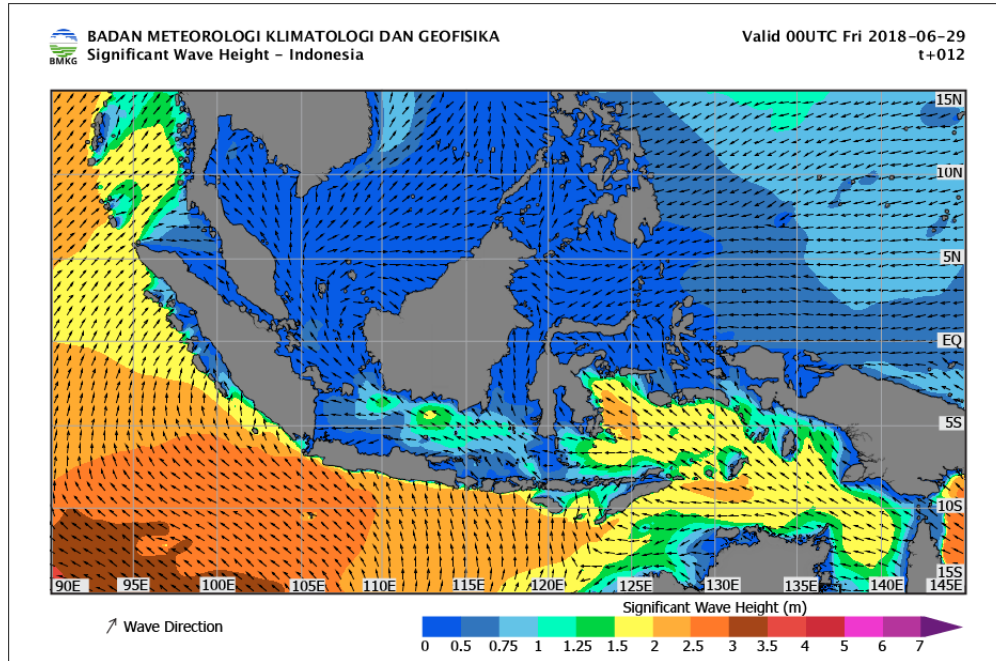 BADAN METEOROLOGI KLIMATOLOGI DAN GEOFISIKA
Significant Wave Height – Indonesia
BMKG
Valid 00UTC Fri 2018-06-29
t+012
15N
10N
5N
EQ
5S
10S
15S
90E 95E 100E 105E 110E 115E 120E 125E 130E 135E 140E 145E
Wave Direction
Significant Wave Height (m)
0 0.5 0.75 1 1.25 1.5 2 2.5 3 3.5 4 5 6 7